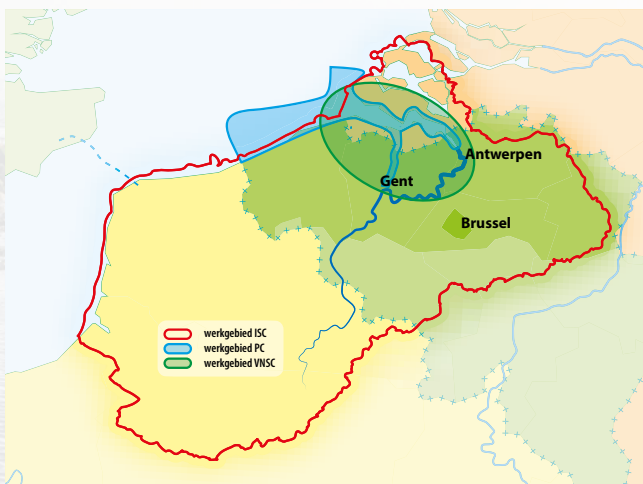 Antwerpen
Gent
Brussel
werkgebied ISC
werkgebied PC
werkgebied VNSC